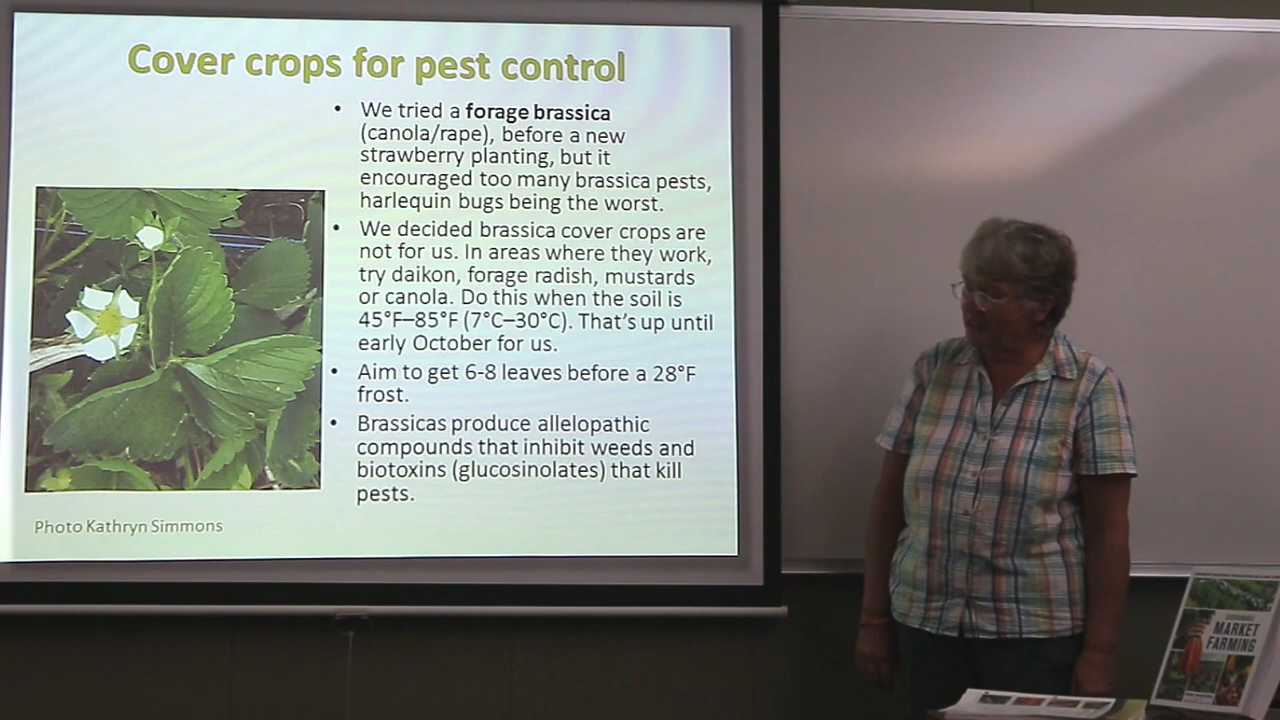 Cover crops for pest control
• We tried a forage brassica
(canola/rape), before a new
strawberry planting, but it
encouraged too many brassica pests,
harlequin bugs being the worst.
• We decided brassica cover crops are
not for us. In areas where they work,
try daikon, forage radish, mustards
or canola. Do this when the soil is
45°F–85°F (7°C–30°C). That's up until
early October for us.
• Aim to get 6-8 leaves before a 28°F
frost.
• Brassicas produce allelopathic
compounds that inhibit weeds and
biotoxins (glucosinolates) that kill
pests.
Photo Kathryn Simmons
MARKET
FARMING